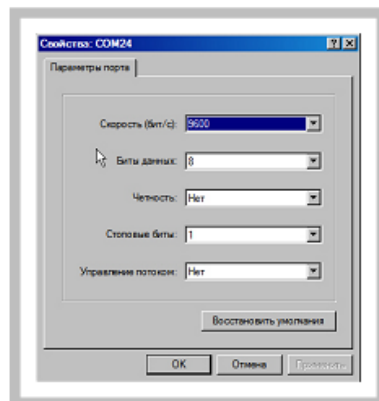 Свойства: COM24
Параметры порта
Скорость (бит/с): 9600
Биты данных: 8
Четность: Нет
Стоповые биты: 1
Управление потоком: Нет
Восстановить умолчания
OK Отмена Применить